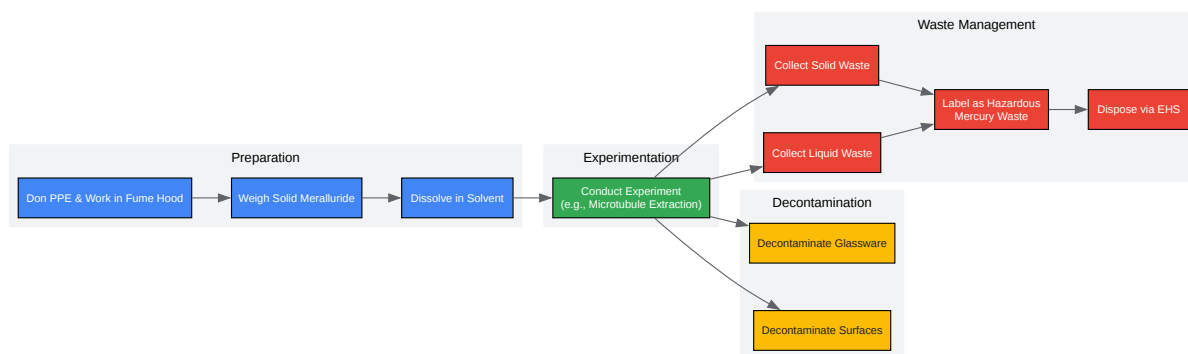 Waste Management
Collect Solid Waste
Label as Hazardous
Mercury Waste
Dispose via EHS
Collect Liquid Waste
Preparation
Don PPE & Work in Fume Hood
Weigh Solid Meralluride
Dissolve in Solvent
Experimentation
Conduct Experiment
(e.g., Microtubule Extraction)
Decontamination
Decontaminate Glassware
Decontaminate Surfaces